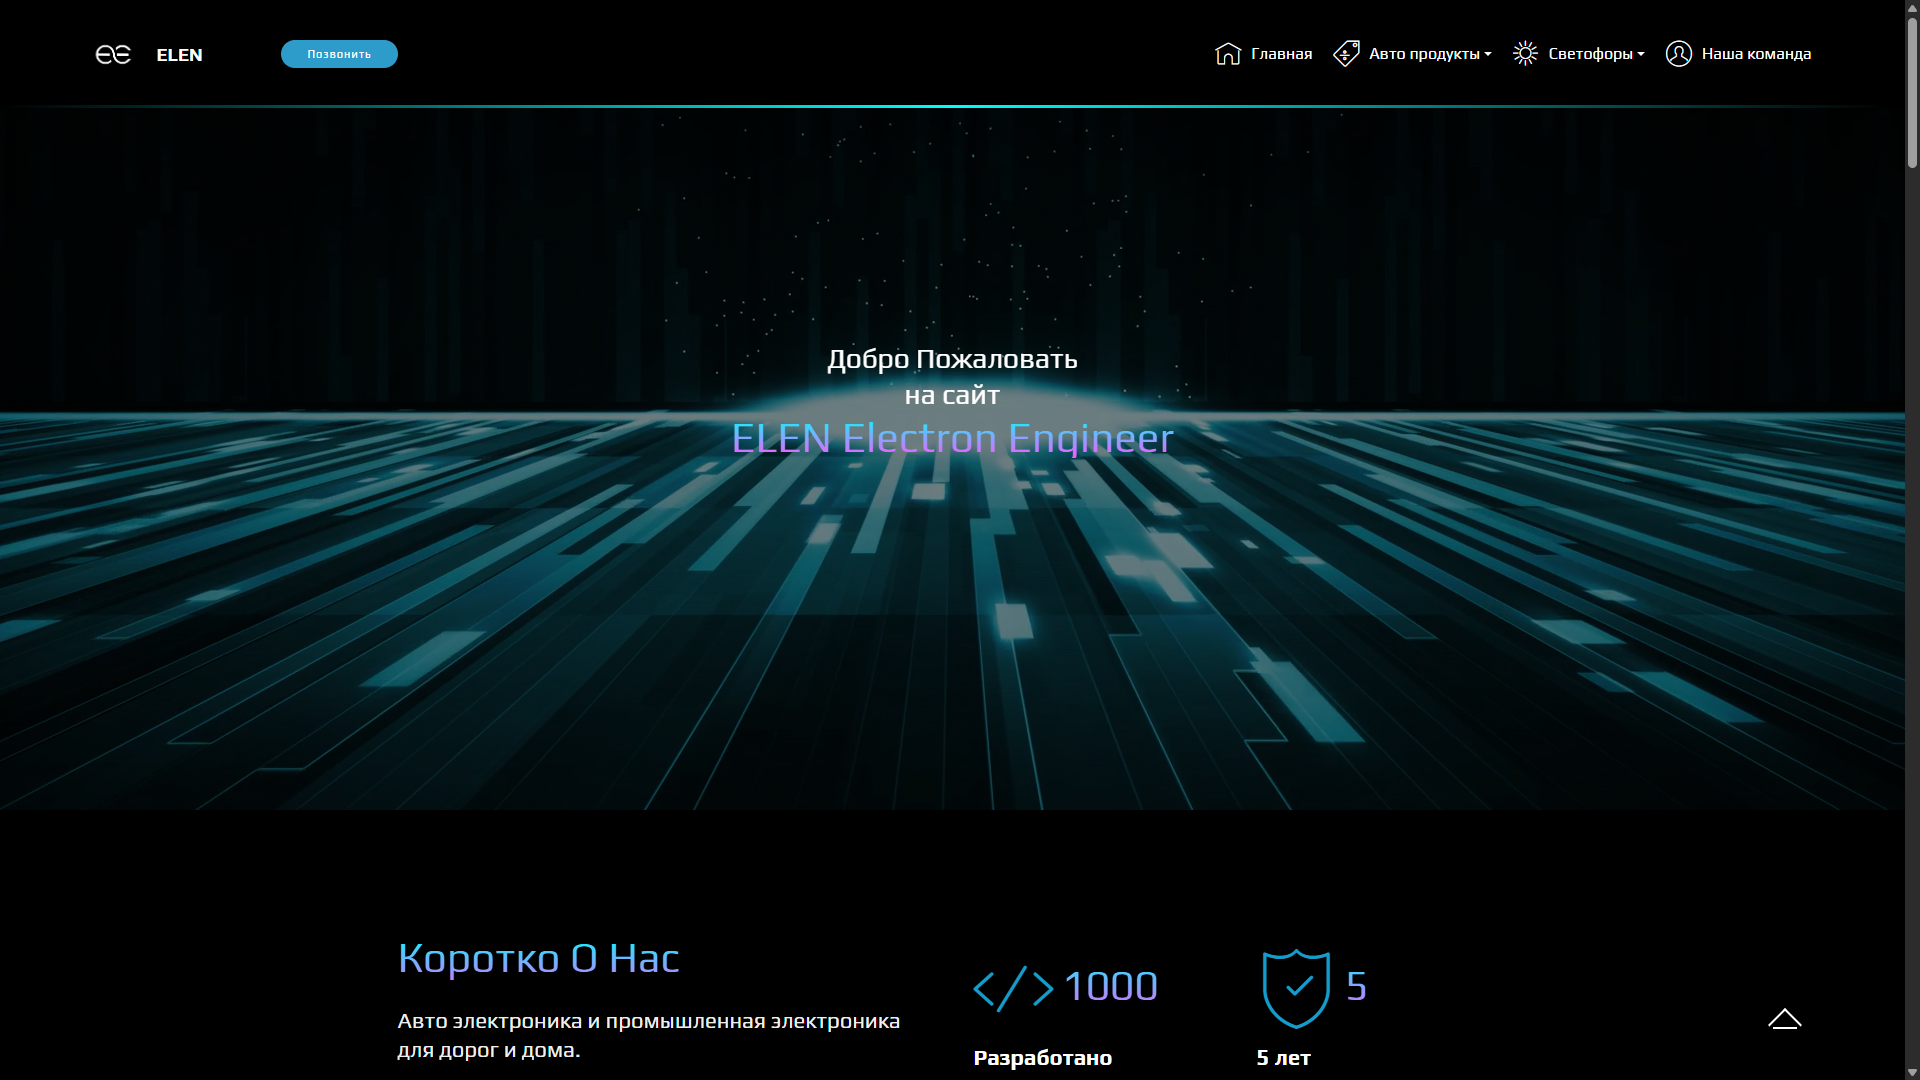 ELEN
Позвонить
Главная
Авто продукты
Светофоры
Наша команда
Добро Пожаловать
на сайт
ELEN Electron Engineer
Коротко О Нас
Авто электроника и промышленная электроника
для дорог и дома.
1000
Разработано
5
5 лет